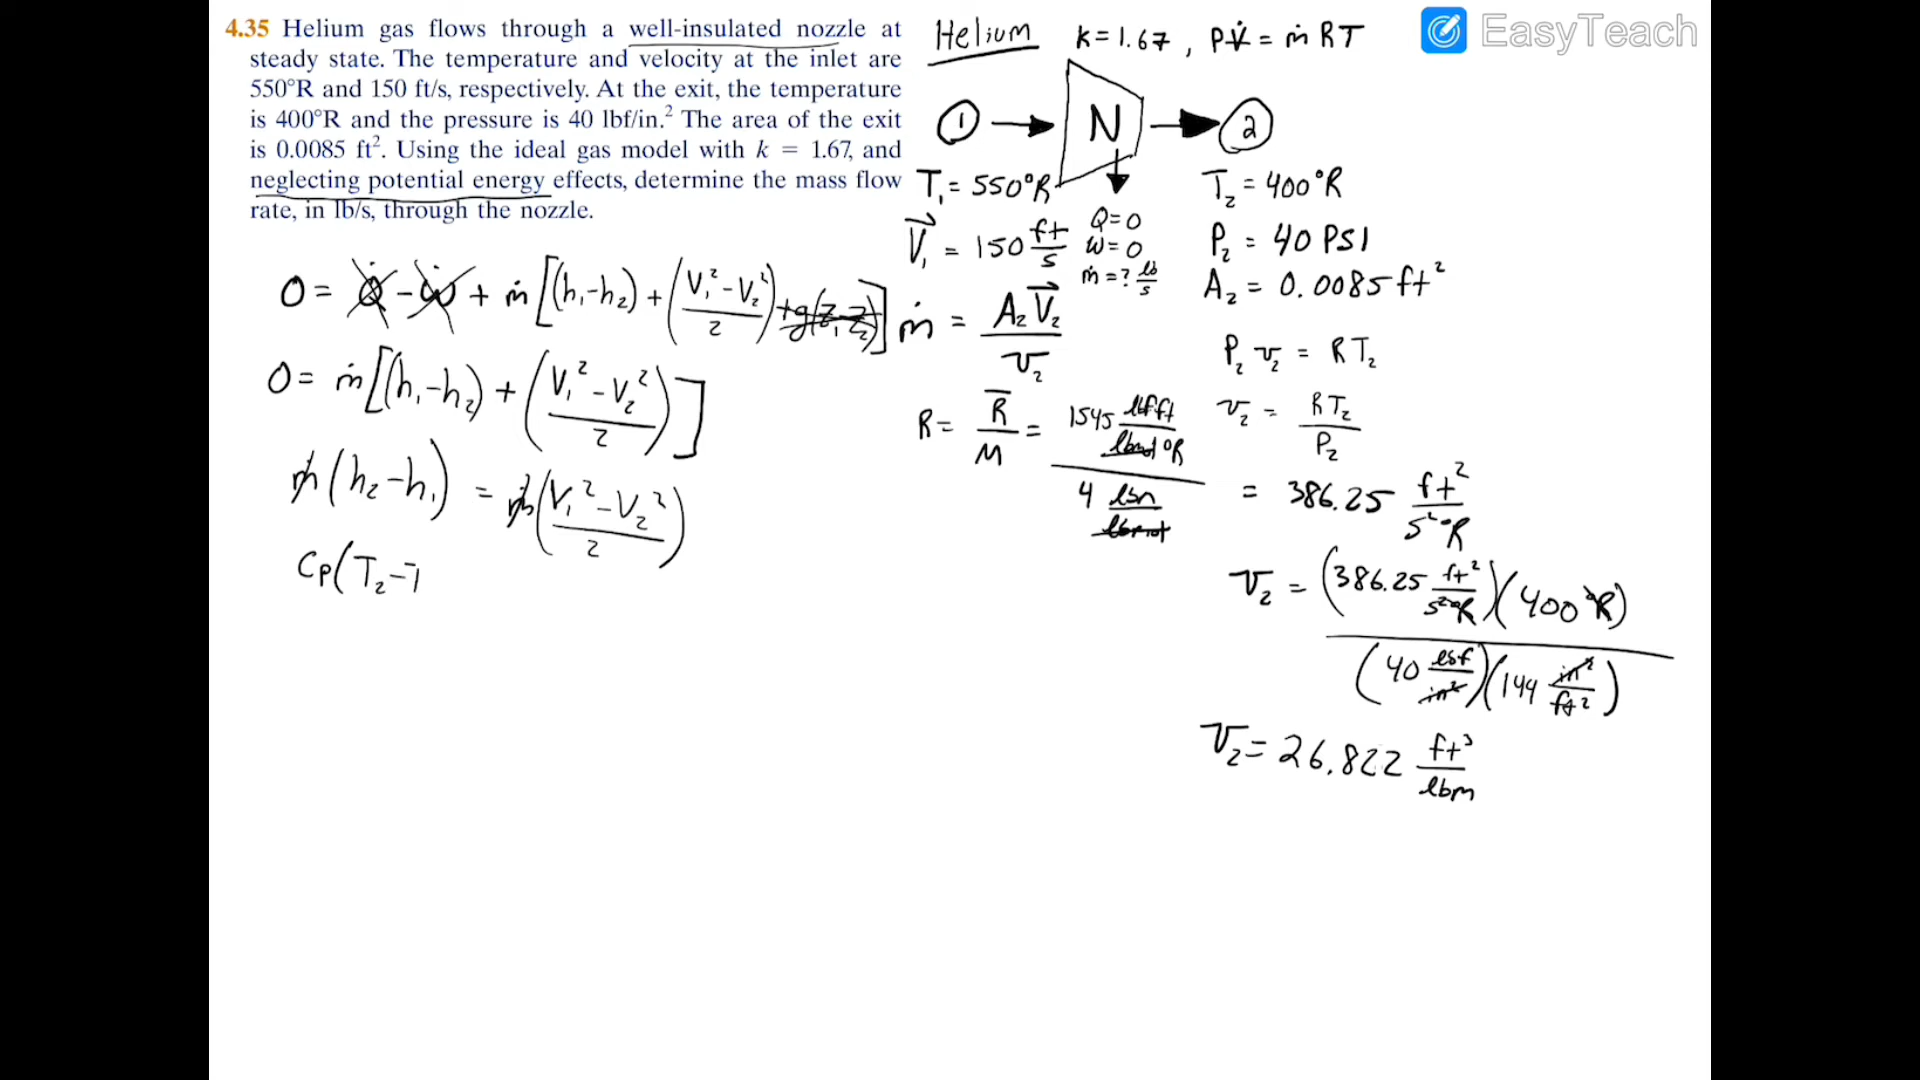 4.35 Helium gas flows through a well-insulated nozzle at
steady state. The temperature and velocity at the inlet are
550°R and 150 ft/s, respectively. At the exit, the temperature
is 400°R and the pressure is 40 lbf/in.² The area of the exit
is 0.0085 ft². Using the ideal gas model with k = 1.67, and
neglecting potential energy effects, determine the mass flow
rate, in lb/s, through the nozzle.
0 = Q̇ - Ẇ + ṁ[(h₁-h₂) + (V₁²-V₂²/2) + g(z₁-z₂)]
0 = ṁ[(h₁-h₂) + (V₁²-V₂²/2)]
ṁ(h₂-h₁) = ṁ(V₁²-V₂²/2)
Cp(T₂-T
Helium k=1.67, PV̇ = ṁRT
EasyTeach
1 → N → 2
T₁ = 550°R
V₁ = 150 ft/s
Q=0
W=0
ṁ=? lb/s
T₂ = 400°R
P₂ = 40 PSI
A₂ = 0.0085 ft²
ṁ = A₂V₂/v₂
P₂v₂ = RT₂
v₂ = RT₂/P₂
R = R̅/M = 1545 lbf ft/lbmol °R / 4 lbm/lbmol = 386.25 ft²/s²°R
v₂ = (386.25 ft²/s²°R)(400°R) / (40 lbf/in²)(144 in²/ft²)
v₂ = 26.822 ft³/lbm